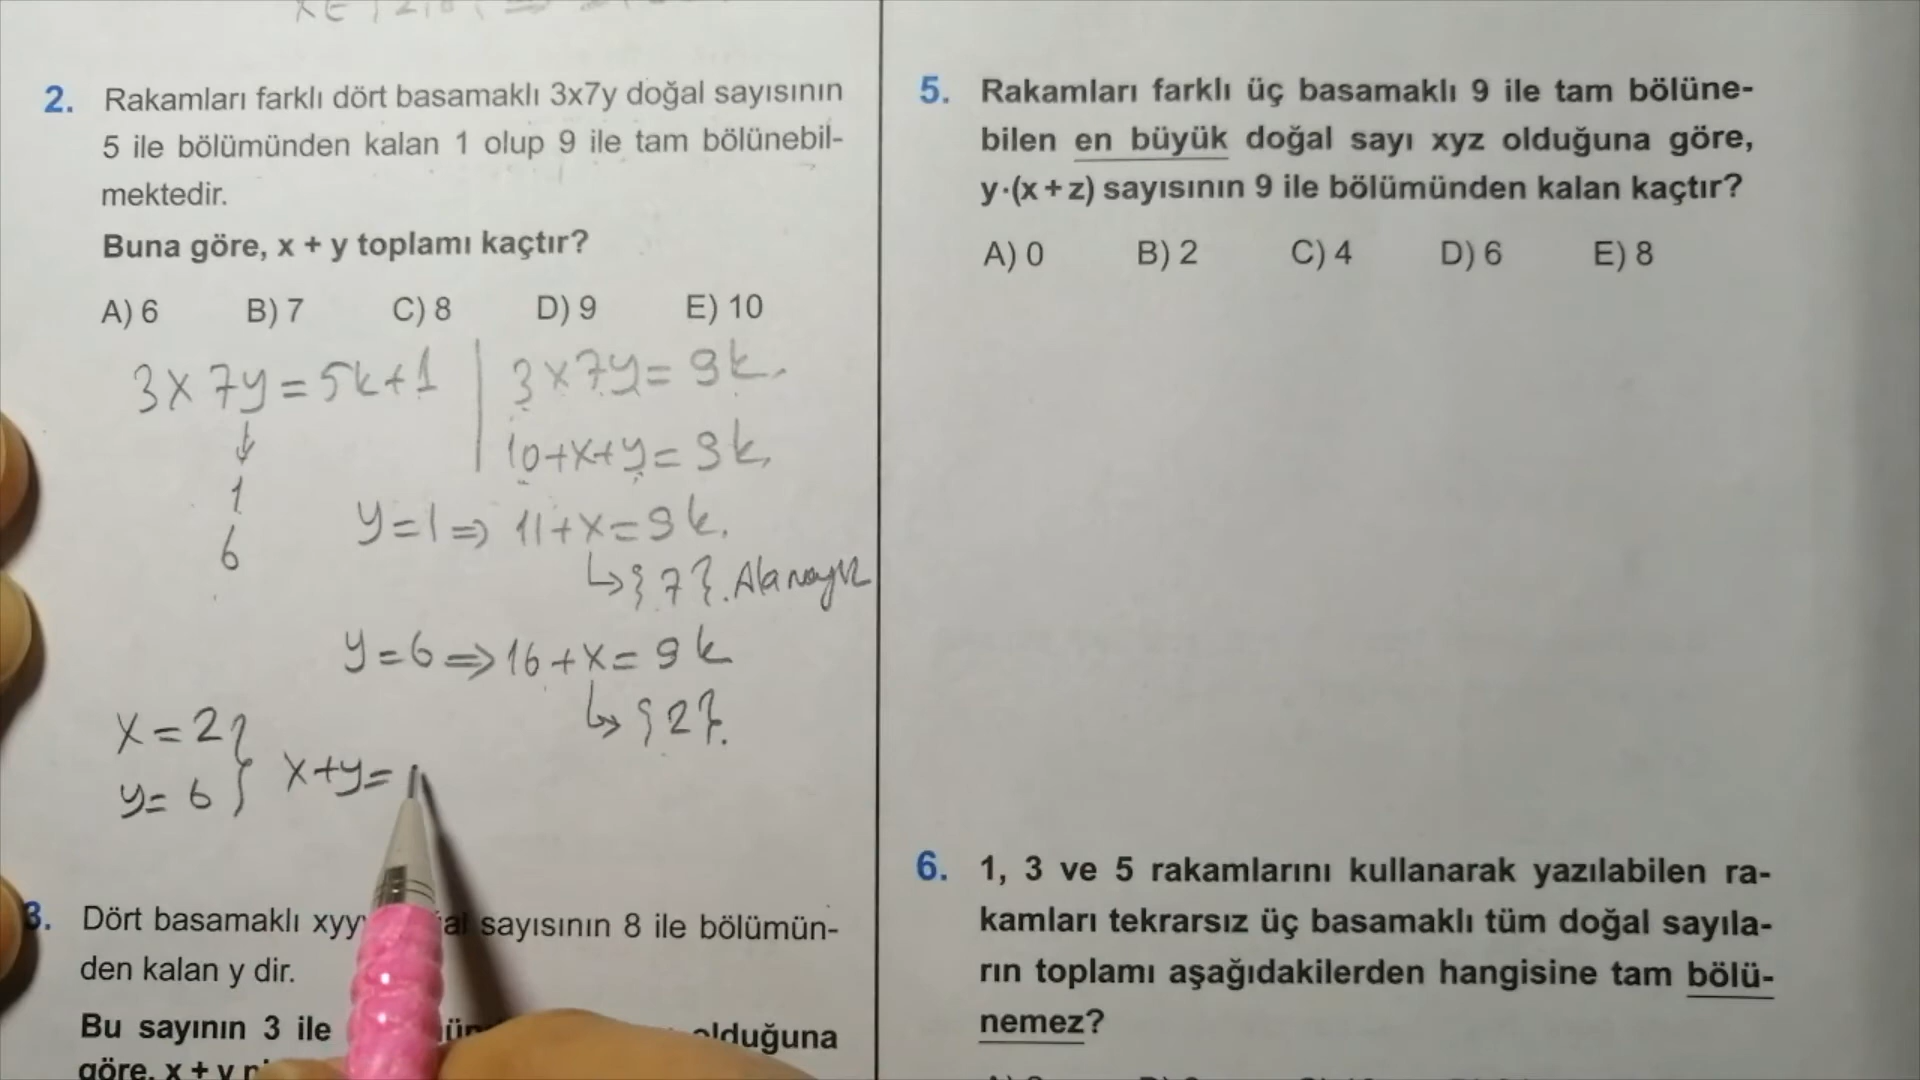 2. Rakamları farklı dört basamaklı 3x7y doğal sayısının
5 ile bölümünden kalan 1 olup 9 ile tam bölünebil-
mektedir.
Buna göre, x + y toplamı kaçtır?
A) 6 B) 7 C) 8 D) 9 E) 10
3x7y = 5k+1 | 3x7y = 9k.
↓
1
6
10+x+y = 9k.
y=1 ⇒ 11+x = 9k.
↳ {7}. Alamayız
y=6 ⇒ 16+x = 9k
↳ {2}.
x = 2
y = 6
} x+y=
3. Dört basamaklı sayısının 8 ile bölümün-
den kalan y dir.
Bu sayının 3 ile olduğuna
göre, x + y
5. Rakamları farklı üç basamaklı 9 ile tam bölüne-
bilen en büyük doğal sayı xyz olduğuna göre,
y·(x + z) sayısının 9 ile bölümünden kalan kaçtır?
A) 0 B) 2 C) 4 D) 6 E) 8
6. 1, 3 ve 5 rakamlarını kullanarak yazılabilen ra-
kamları tekrarsız üç basamaklı tüm doğal sayıla-
rın toplamı aşağıdakilerden hangisine tam bölü-
nemez?